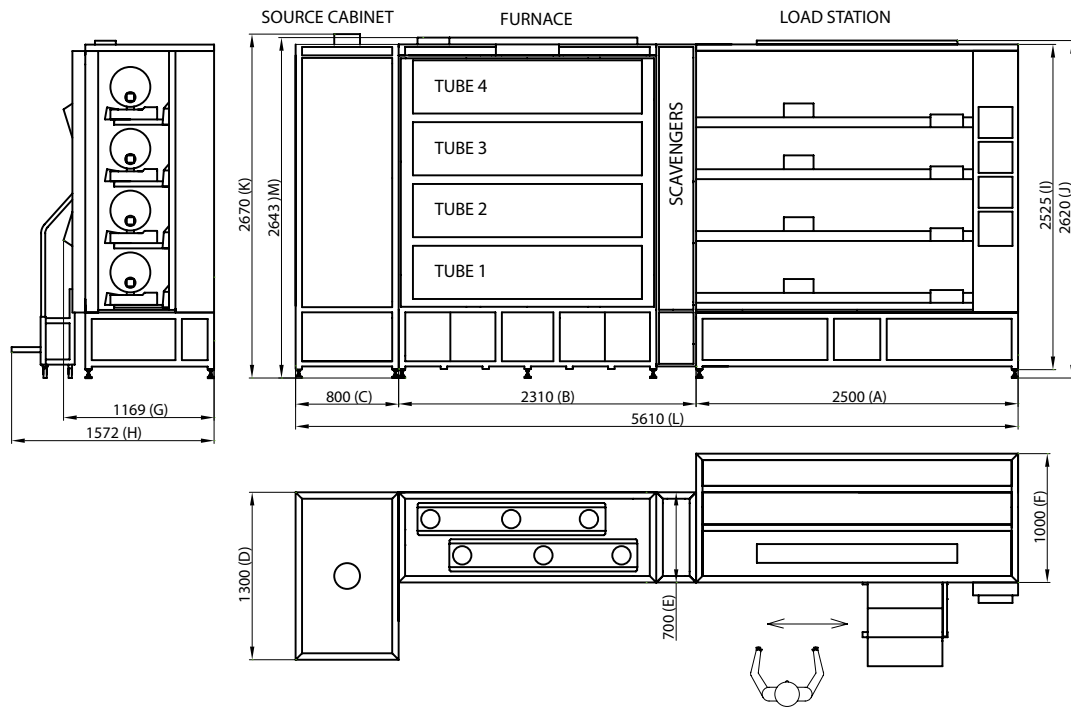 SOURCE CABINET
FURNACE
LOAD STATION
TUBE 4
TUBE 3
TUBE 2
TUBE 1
SCAVENGERS
2670 (K)
2643 )M)
2525 (I)
2620 (J)
1169 (G)
1572 (H)
800 (C)
2310 (B)
2500 (A)
5610 (L)
1300 (D)
700 (E)
1000 (F)